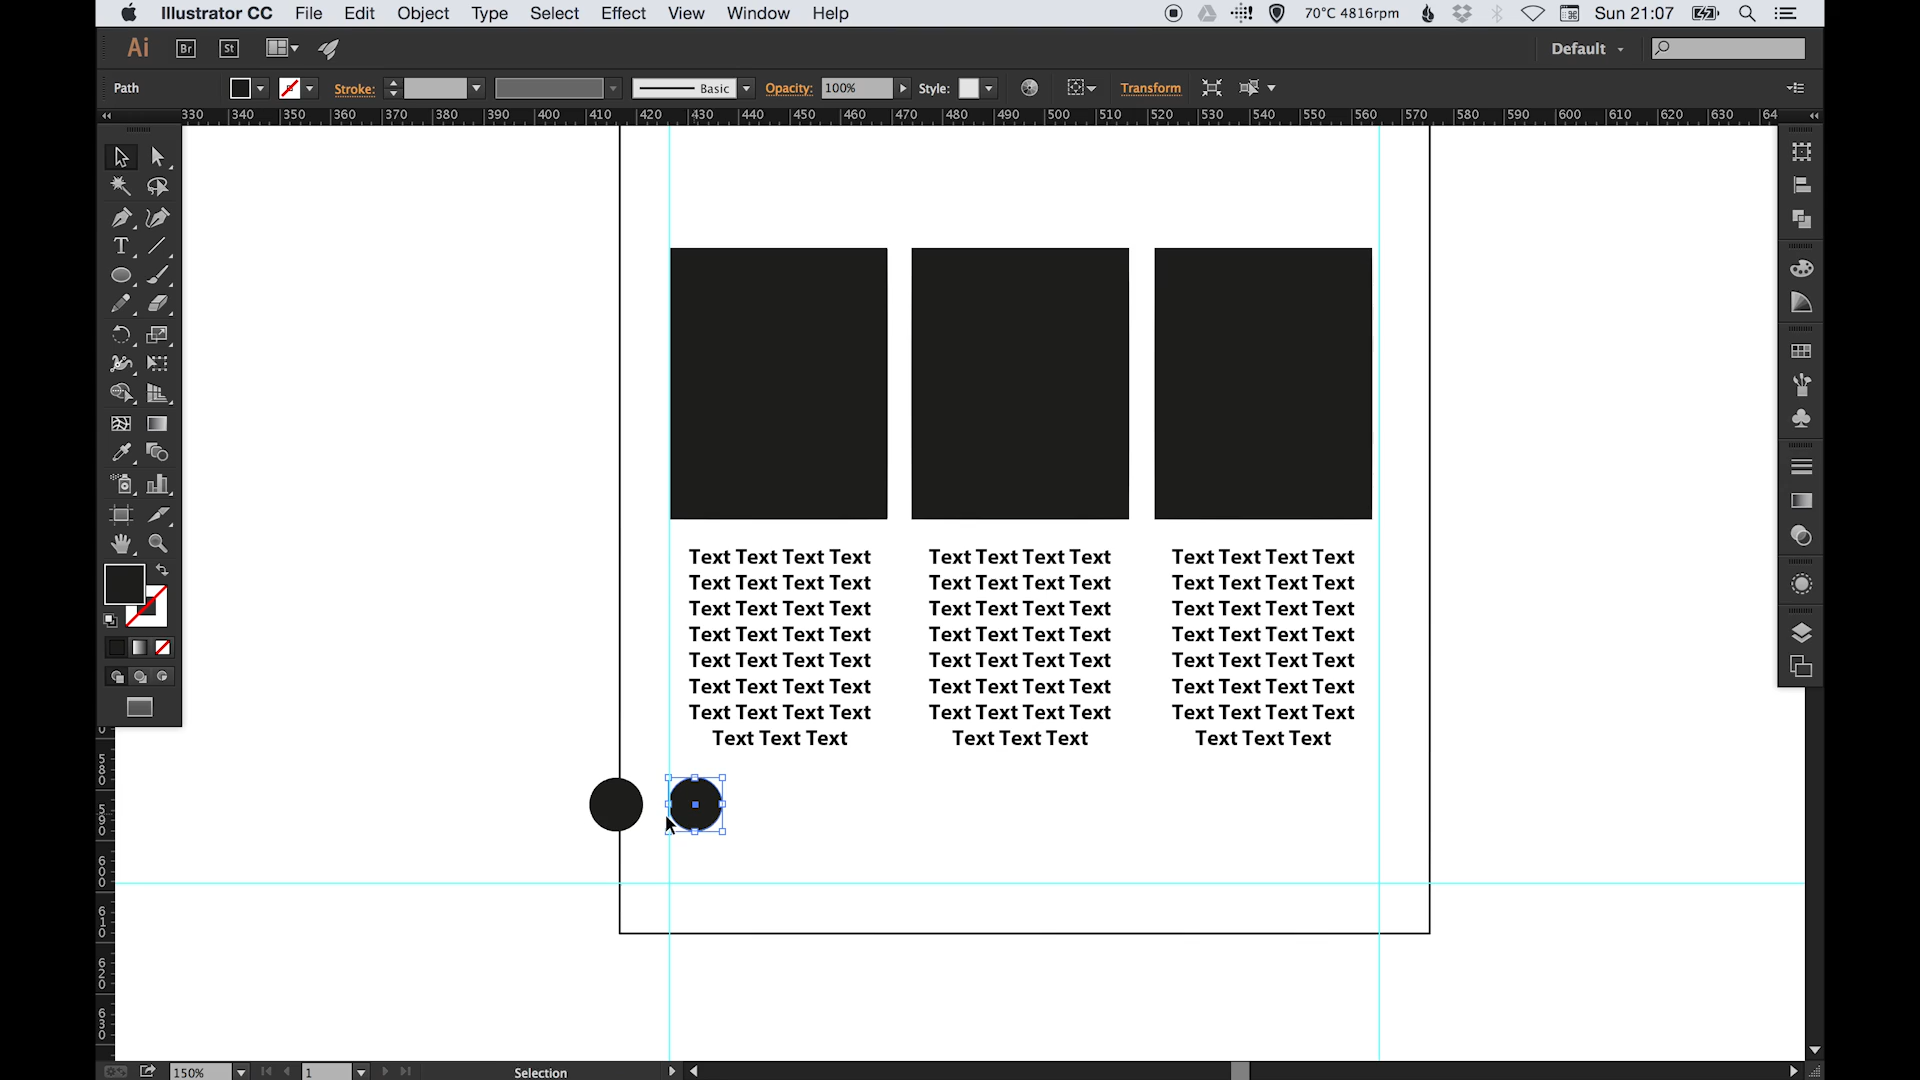 Illustrator CC File Edit Object Type Select Effect View Window Help 70°C 4816rpm Sun 21:07
Ai Br St Default
Path Stroke: Basic Opacity: 100% Style: Transform
330 340 350 360 370 380 390 400 410 420 430 440 450 460 470 480 490 500 510 520 530 540 550 560 570 580 590 600 610 620 630 64
Text Text Text Text Text Text Text Text Text Text Text Text
Text Text Text Text Text Text Text Text Text Text Text Text
Text Text Text Text Text Text Text Text Text Text Text Text
Text Text Text Text Text Text Text Text Text Text Text Text
Text Text Text Text Text Text Text Text Text Text Text Text
Text Text Text Text Text Text Text Text Text Text Text Text
Text Text Text Text Text Text Text Text Text Text Text Text
Text Text Text Text Text Text Text Text Text
580
590
600
610
620
630
150% 1 Selection